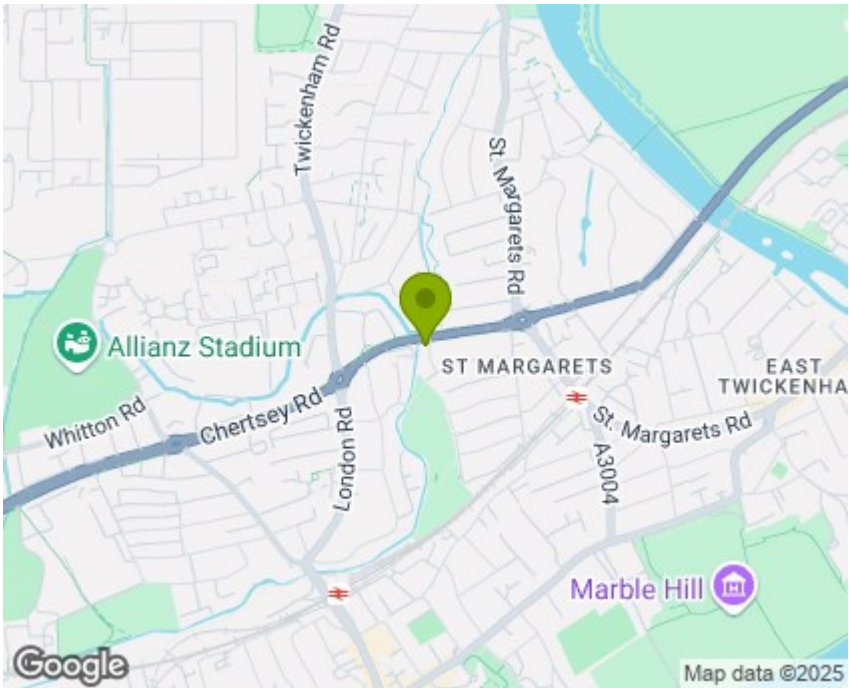 Twickenham Rd
St. Margarets Rd
Allianz Stadium
ST MARGARETS
EAST
TWICKENHA
Whitton Rd
Chertsey Rd
London Rd
St. Margarets Rd
A3004
Marble Hill
Google
Map data ©2025